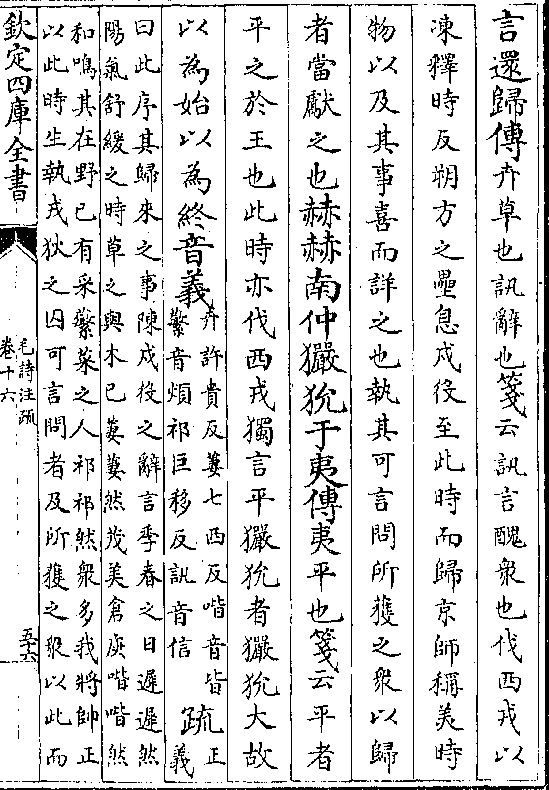 言還歸傳卉草也訊辭也箋云訊言醜衆也伐西戎以
凍釋時反朔方之壘息戍役至此時而歸京師稱美時
物以及其事喜而詳之也執其可言問所獲之衆以歸
者當獻之也赫赫南仲玁狁于夷傳夷平也箋云平者
平之於王也此時亦伐西戎獨言平玁狁者玁狁大故
以為始以為終音義卉許貴反萋七西反喈音皆
蘩音煩祁巨移反訊音信
疏正
義
曰此序其歸來之事陳戍役之辭言季春之日遲遲然
陽氣舒緩之時草之與木已萋萋然茂美倉庚喈喈然
和鳴其在野已有采蘩菜之人祁祁然衆多我將帥正
以此時生執戎狄之囚可言問者及所獲之衆以此而
欽定四庫全書
毛詩注疏
卷十六
五十六